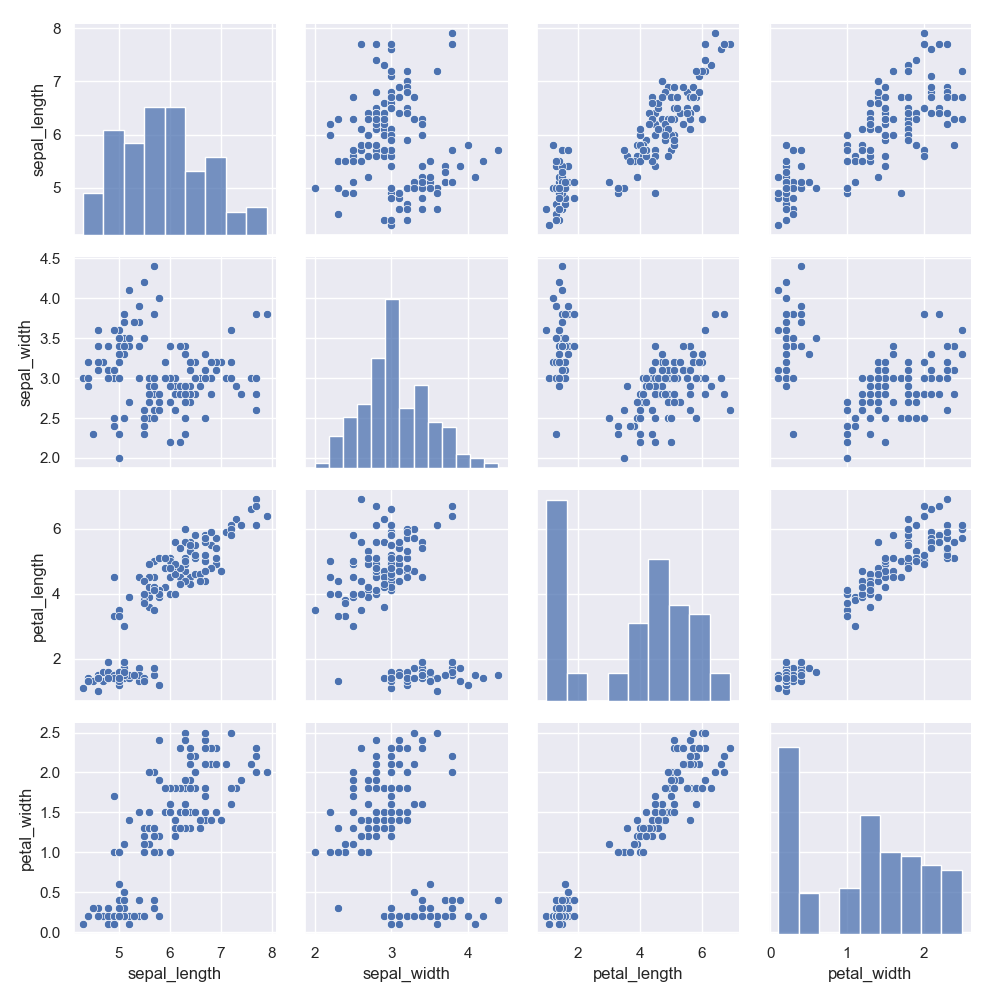 8
7
6
5
sepal_length
4.5
4.0
3.5
3.0
2.5
2.0
sepal_width
6
4
2
petal_length
2.5
2.0
1.5
1.0
0.5
0.0
petal_width
5 6 7 8
sepal_length
2 3 4
sepal_width
2 4 6
petal_length
0 1 2
petal_width